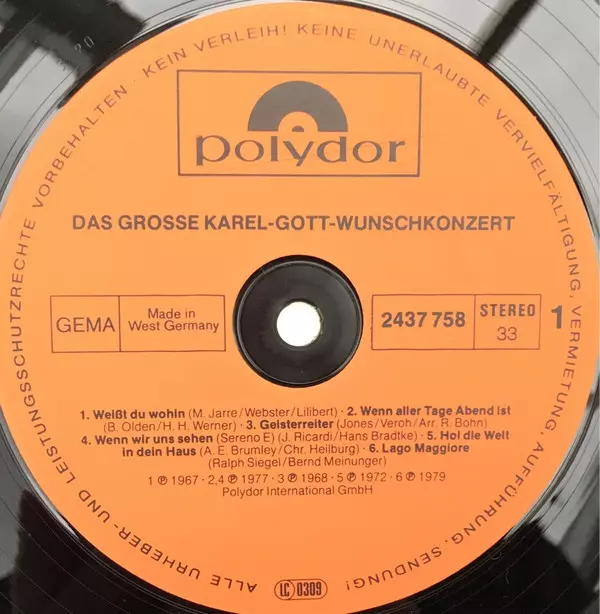 ALLE URHEBER- UND LEISTUNGSSCHUTZRECHTE VORBEHALTEN · KEIN VERLEIH! KEINE UNERLAUBTE VERVIELFÄLTIGUNG, VERMIETUNG, AUFFÜHRUNG, SENDUNG!
polydor
DAS GROSSE KAREL-GOTT-WUNSCHKONZERT
GEMA
Made in
West Germany
2437 758
STEREO
33
1
1. Weißt du wohin (M. Jarre/Webster/Lilibert) · 2. Wenn aller Tage Abend ist
(B. Olden/H. H. Werner) · 3. Geisterreiter (Jones/Veroh/Arr. R. Bohn)
4. Wenn wir uns sehen (Sereno E) (J. Ricardi/Hans Bradtke) · 5. Hol die Welt
in dein Haus (A. E. Brumley/Chr. Heilburg) · 6. Lago Maggiore
(Ralph Siegel/Bernd Meinunger)
1 ℗ 1967 · 2,4 ℗ 1977 · 3 ℗ 1968 · 5 ℗ 1972 · 6 ℗ 1979
Polydor International GmbH
LC 0309